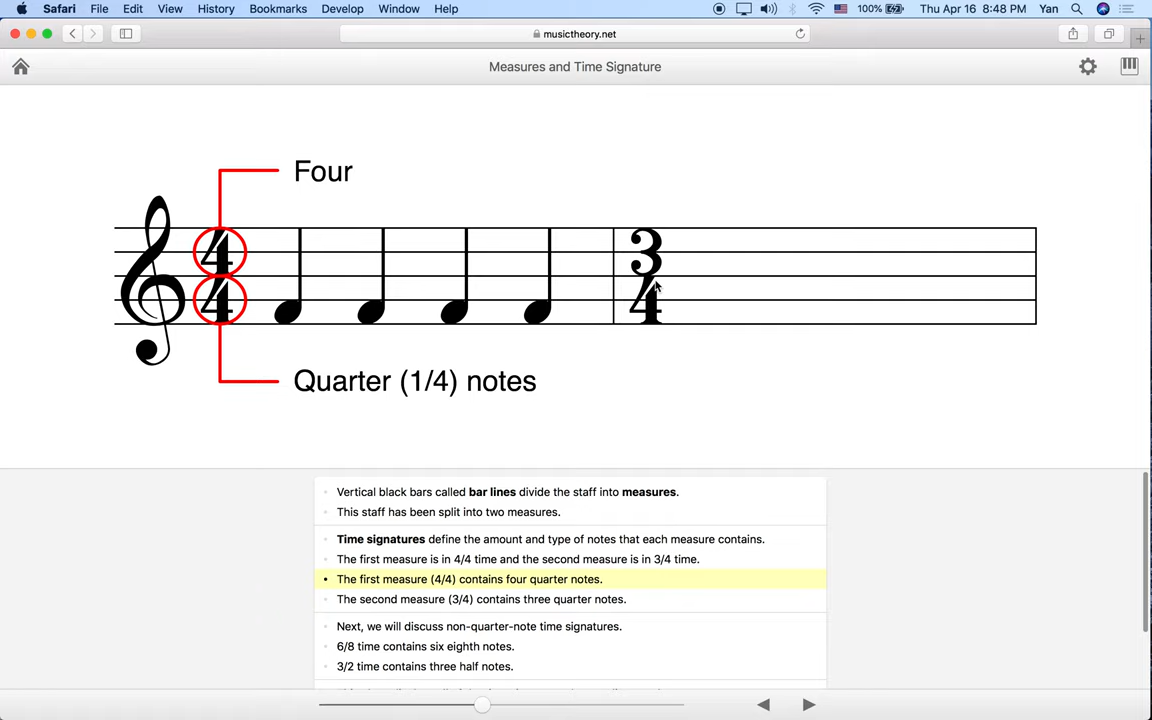 Safari File Edit View History Bookmarks Develop Window Help 100% Thu Apr 16 8:48 PM Yan
musictheory.net
Measures and Time Signature
Four
4 3
4 4
Quarter (1/4) notes
Vertical black bars called bar lines divide the staff into measures.
This staff has been split into two measures.
Time signatures define the amount and type of notes that each measure contains.
The first measure is in 4/4 time and the second measure is in 3/4 time.
• The first measure (4/4) contains four quarter notes.
The second measure (3/4) contains three quarter notes.
Next, we will discuss non-quarter-note time signatures.
6/8 time contains six eighth notes.
3/2 time contains three half notes.